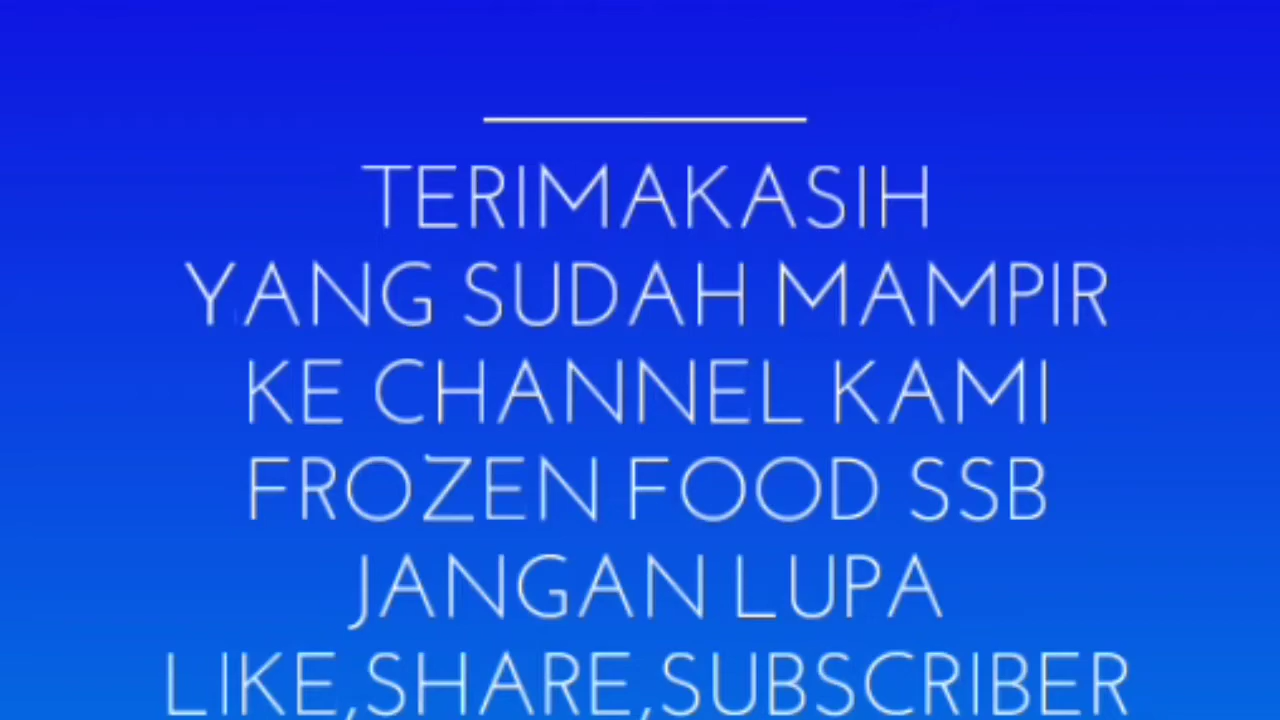 TERIMAKASIH
YANG SUDAH MAMPIR
KE CHANNEL KAMI
FROZEN FOOD SSB
JANGAN LUPA
LIKE,SHARE,SUBSCRIBER